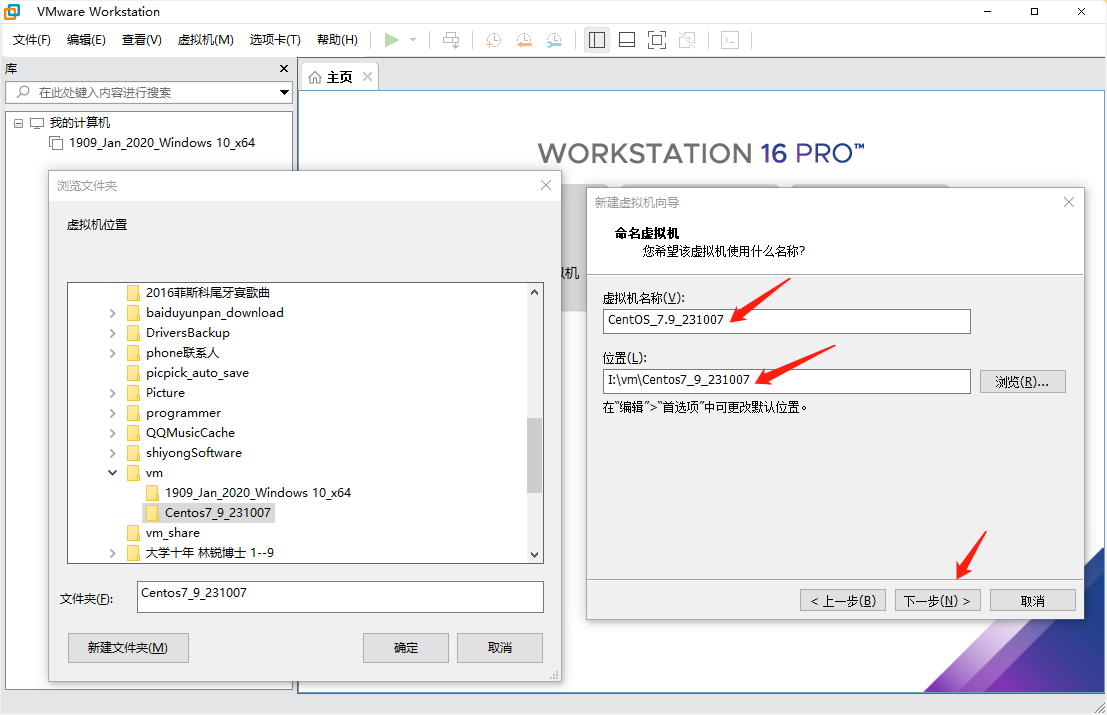 VMware Workstation
文件(F) 编辑(E) 查看(V) 虚拟机(M) 选项卡(T) 帮助(H)
库
在此处键入内容进行搜索
我的计算机
1909_Jan_2020_Windows 10_x64
主页
WORKSTATION 16 PRO™
拟机
浏览文件夹
虚拟机位置
2016菲斯科尾牙宴歌曲
baiduyunpan_download
DriversBackup
phone联系人
picpick_auto_save
Picture
programmer
QQMusicCache
shiyongSoftware
vm
1909_Jan_2020_Windows 10_x64
Centos7_9_231007
vm_share
大学十年 林锐博士 1--9
文件夹(F):
Centos7_9_231007
新建文件夹(M)
确定
取消
新建虚拟机向导
命名虚拟机
您希望该虚拟机使用什么名称?
虚拟机名称(V):
CentOS_7.9_231007
位置(L):
I:\vm\Centos7_9_231007
浏览(R)...
在"编辑">"首选项"中可更改默认位置。
< 上一步(B)
下一步(N) >
取消